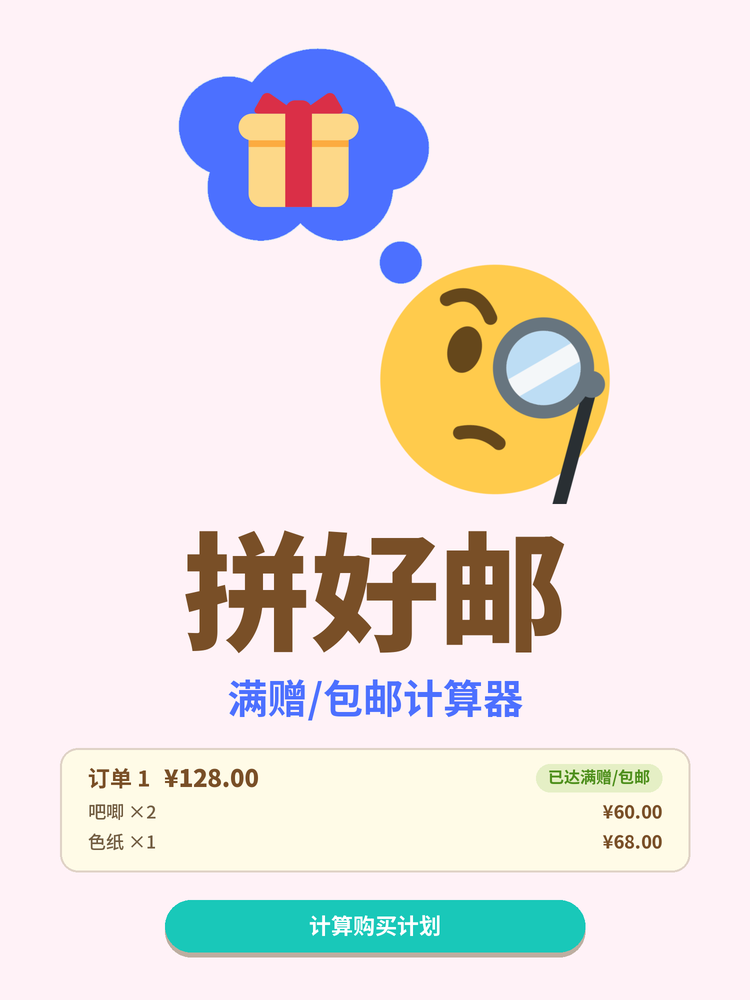 拼好邮
满赠/包邮计算器
订单 1 ¥128.00 已达满赠/包邮
吧唧 ×2 ¥60.00
色纸 ×1 ¥68.00
计算购买计划